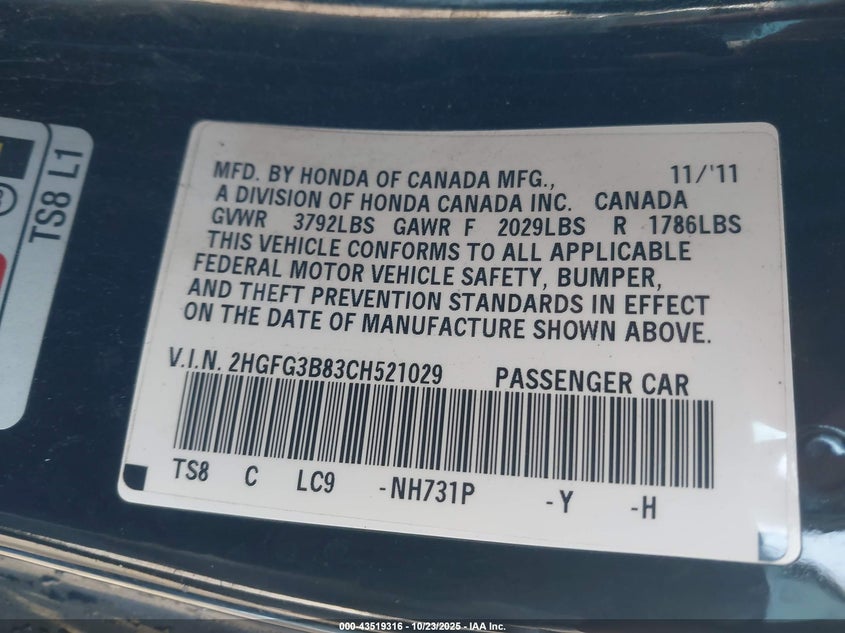 TS8 L1
®
MFD. BY HONDA OF CANADA MFG., 11/'11
A DIVISION OF HONDA CANADA INC. CANADA
GVWR 3792LBS GAWR F 2029LBS R 1786LBS
THIS VEHICLE CONFORMS TO ALL APPLICABLE
FEDERAL MOTOR VEHICLE SAFETY, BUMPER,
AND THEFT PREVENTION STANDARDS IN EFFECT
ON THE DATE OF MANUFACTURE SHOWN ABOVE.
V.I.N. 2HGFG3B83CH521029 PASSENGER CAR
TS8 C LC9 -NH731P -Y -H
000-43519316 - 10/23/2025 - IAA Inc.